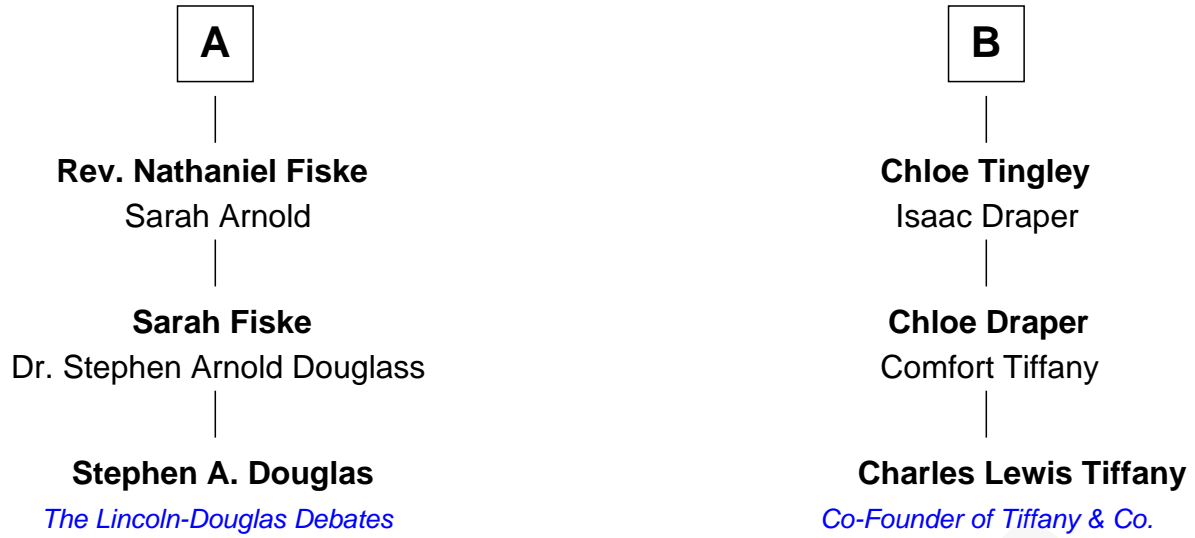 A
Rev. Nathaniel Fiske
Sarah Arnold
Sarah Fiske
Dr. Stephen Arnold Douglass
Stephen A. Douglas
The Lincoln-Douglas Debates
B
Chloe Tingley
Isaac Draper
Chloe Draper
Comfort Tiffany
Charles Lewis Tiffany
Co-Founder of Tiffany & Co.